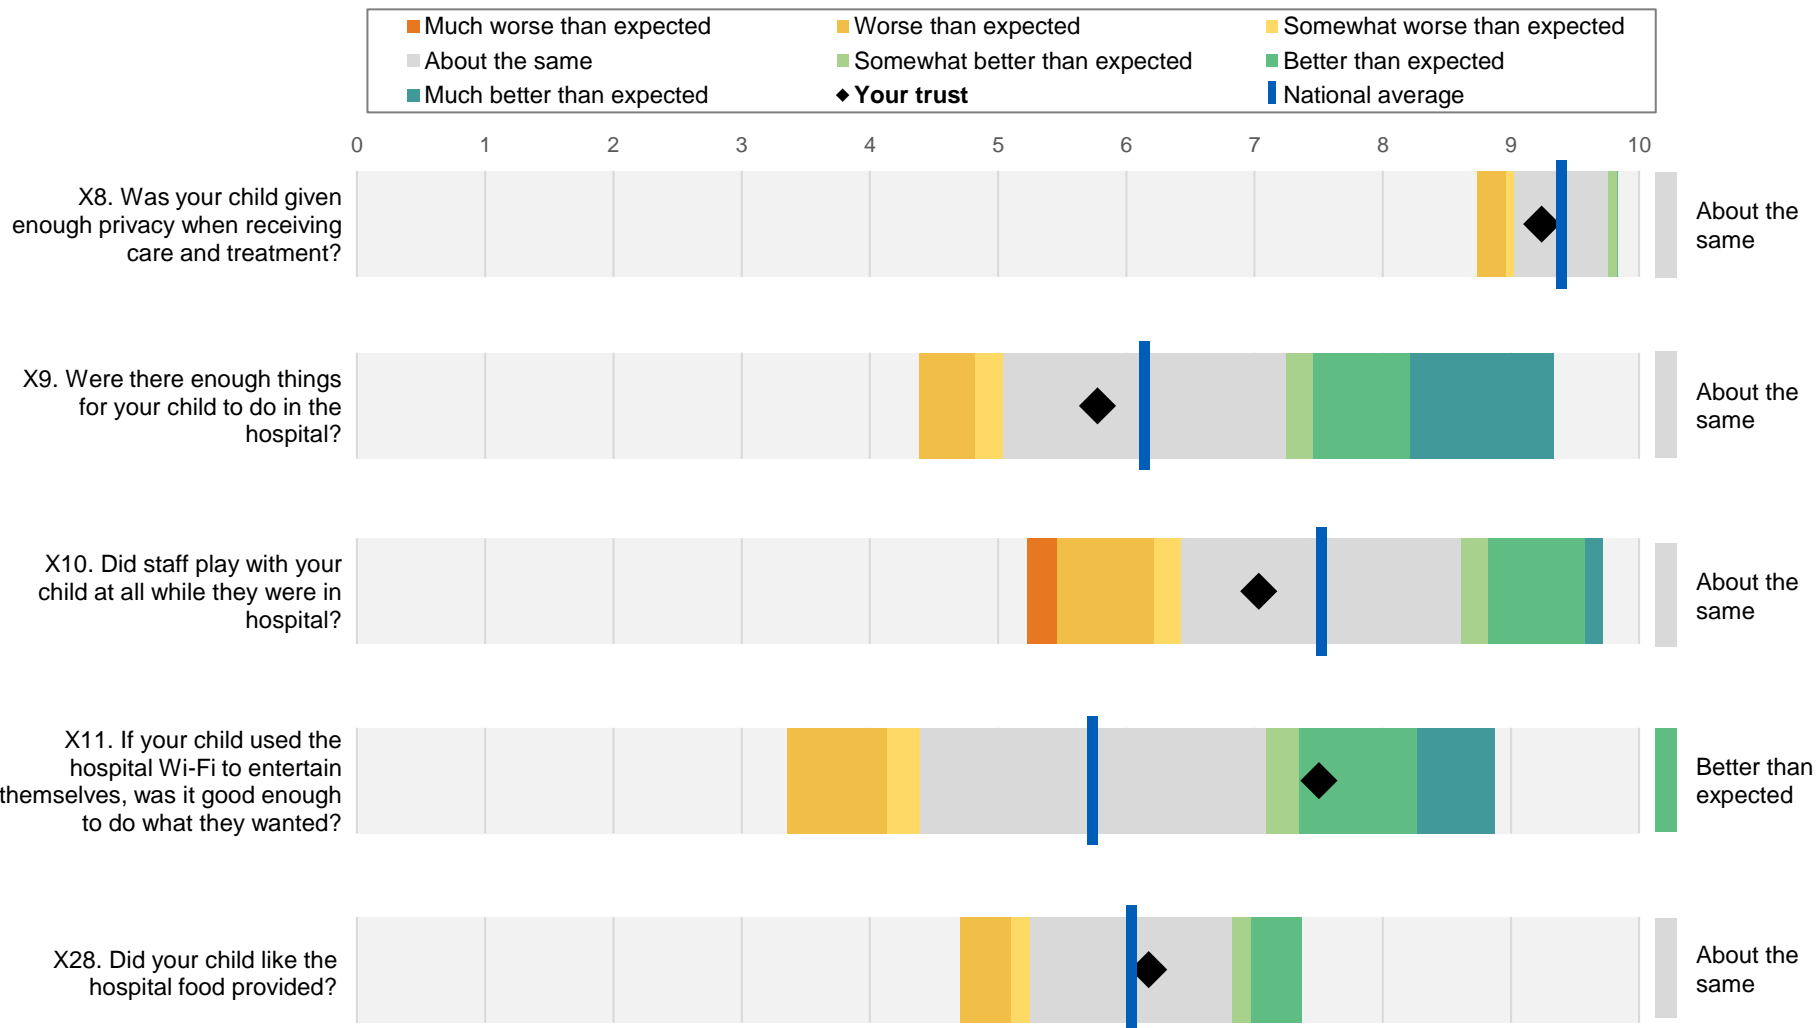 Much worse than expected
Worse than expected
Somewhat worse than expected
About the same
Somewhat better than expected
Better than expected
Much better than expected
Your trust
National average
0 1 2 3 4 5 6 7 8 9 10
X8. Was your child given
enough privacy when receiving
care and treatment?
About the
same
X9. Were there enough things
for your child to do in the
hospital?
About the
same
X10. Did staff play with your
child at all while they were in
hospital?
About the
same
X11. If your child used the
hospital Wi-Fi to entertain
themselves, was it good enough
to do what they wanted?
Better than
expected
X28. Did your child like the
hospital food provided?
About the
same